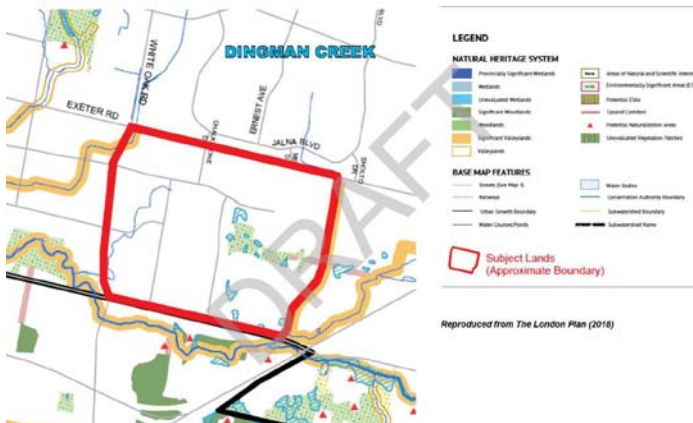 WHITE OAK RD
DINGMAN CREEK
BLVD
EXETER RD
ERNEST AVE
JALNA BLVD
DRAFT
LEGEND
NATURAL HERITAGE SYSTEM
Provincially Significant Wetlands
Wetlands
Unevaluated Wetlands
Significant Woodlands
Woodlands
Significant Valleylands
Valleylands
Areas of Natural and Scientific Interes
Environmentally Significant Areas (ES
Potential ESAs
Upland Corridors
Potential Naturalization Areas
Unevaluated Vegetation Patches
BASE MAP FEATURES
Streets (See Map 3)
Railways
Urban Growth Boundary
Water Courses/Ponds
Water Bodies
Conservation Authority Boundary
Subwatershed Boundary
Subwatershed Name
Subject Lands
(Approximate Boundary)
Reproduced from The London Plan (2018)